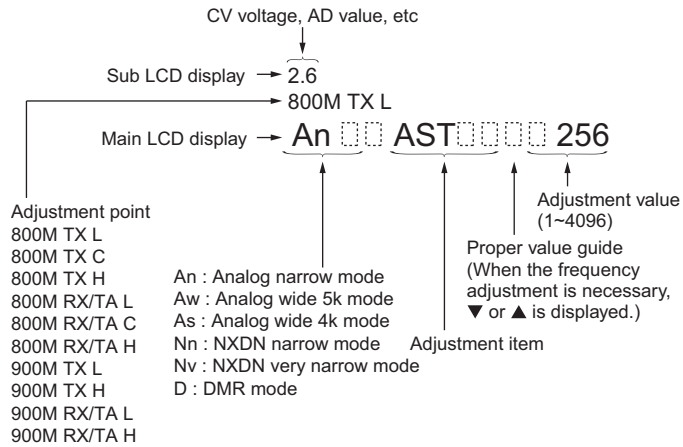 CV voltage, AD value, etc
Sub LCD display
2.6
800M TX L
Main LCD display
An AST 256
Adjustment point
800M TX L
800M TX C
800M TX H
800M RX/TA L
800M RX/TA C
800M RX/TA H
900M TX L
900M TX H
900M RX/TA L
900M RX/TA H
An : Analog narrow mode
Aw : Analog wide 5k mode
As : Analog wide 4k mode
Nn : NXDN narrow mode
Nv : NXDN very narrow mode
D : DMR mode
Adjustment item
Proper value guide
(When the frequency
adjustment is necessary,
▼ or ▲ is displayed.)
Adjustment value
(1~4096)